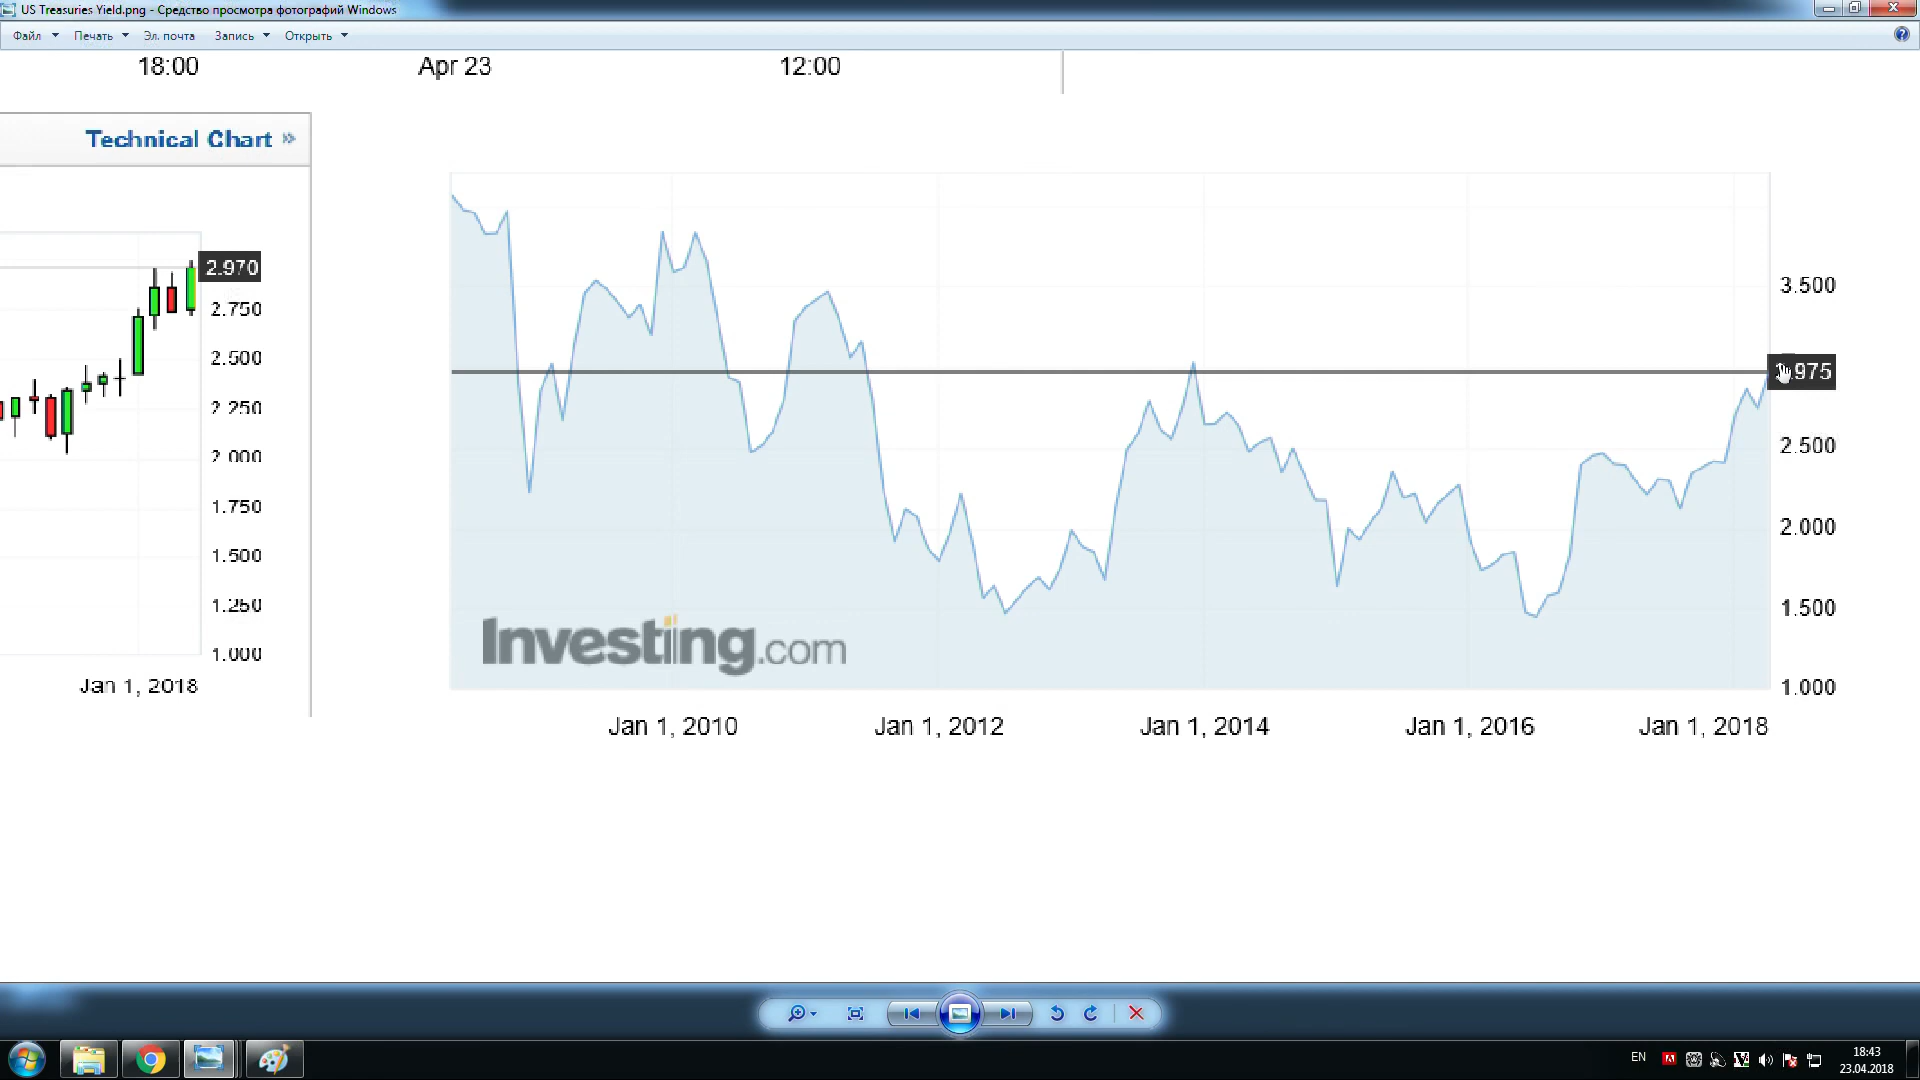 US Treasuries Yield.png - Средство просмотра фотографий Windows
Файл Печать Эл. почта Запись Открыть
18:00 Apr 23 12:00
Technical Chart »
2.970
2.750
2.500
2.250
2.000
1.750
1.500
1.250
1.000
Jan 1, 2018
3.500
.975
2.500
2.000
1.500
1.000
Investing.com
Jan 1, 2010 Jan 1, 2012 Jan 1, 2014 Jan 1, 2016 Jan 1, 2018
EN
18:43
23.04.2018